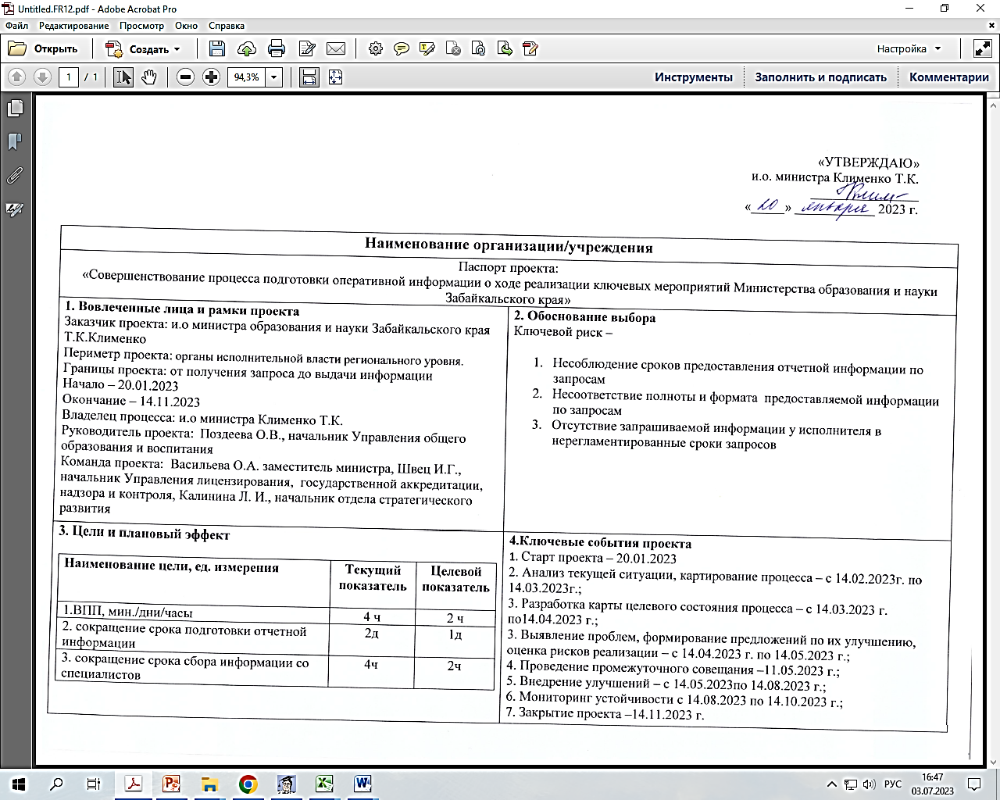 Untitled.FR12.pdf - Adobe Acrobat Pro
Файл Редактирование Просмотр Окно Справка
Открыть Создать Настройка
1 / 1 94,3% Инструменты Заполнить и подписать Комментарии
«УТВЕРЖДАЮ»
и.о. министра Клименко Т.К.
«20» января 2023 г.
Наименование организации/учреждения
Паспорт проекта:
«Совершенствование процесса подготовки оперативной информации о ходе реализации ключевых мероприятий Министерства образования и науки
Забайкальского края»
1. Вовлеченные лица и рамки проекта
Заказчик проекта: и.о министра образования и науки Забайкальского края
Т.К.Клименко
Периметр проекта: органы исполнительной власти регионального уровня.
Границы проекта: от получения запроса до выдачи информации
Начало – 20.01.2023
Окончание – 14.11.2023
Владелец процесса: и.о министра Клименко Т.К.
Руководитель проекта:  Поздеева О.В., начальник Управления общего
образования и воспитания
Команда проекта:  Васильева О.А. заместитель министра, Швец И.Г.,
начальник Управления лицензирования,  государственной аккредитации,
надзора и контроля, Калинина Л. И., начальник отдела стратегического
развития
2. Обоснование выбора
Ключевой риск –
1. Несоблюдение сроков предоставления отчетной информации по
запросам
2. Несоответствие полноты и формата  предоставляемой информации
по запросам
3. Отсутствие запрашиваемой информации у исполнителя в
нерегламентированные сроки запросов
3. Цели и плановый эффект
Наименование цели, ед. измерения Текущий Целевой
показатель показатель
1.ВПП, мин./дни/часы 4 ч 2 ч
2. сокращение срока подготовки отчетной 2д 1д
информации
3. сокращение срока сбора информации со 4ч 2ч
специалистов
4.Ключевые события проекта
1. Старт проекта – 20.01.2023
2. Анализ текущей ситуации, картирование процесса – с 14.02.2023г. по
14.03.2023г.;
3. Разработка карты целевого состояния процесса – с 14.03.2023 г.
по14.04.2023 г.;
3. Выявление проблем, формирование предложений по их улучшению,
оценка рисков реализации – с 14.04.2023 г. по 14.05.2023 г.;
4. Проведение промежуточного совещания –11.05.2023 г.;
5. Внедрение улучшений – с 14.05.2023по 14.08.2023 г.;
6. Мониторинг устойчивости с 14.08.2023 по 14.10.2023 г.;
7. Закрытие проекта –14.11.2023 г.
РУС 16:47
03.07.2023